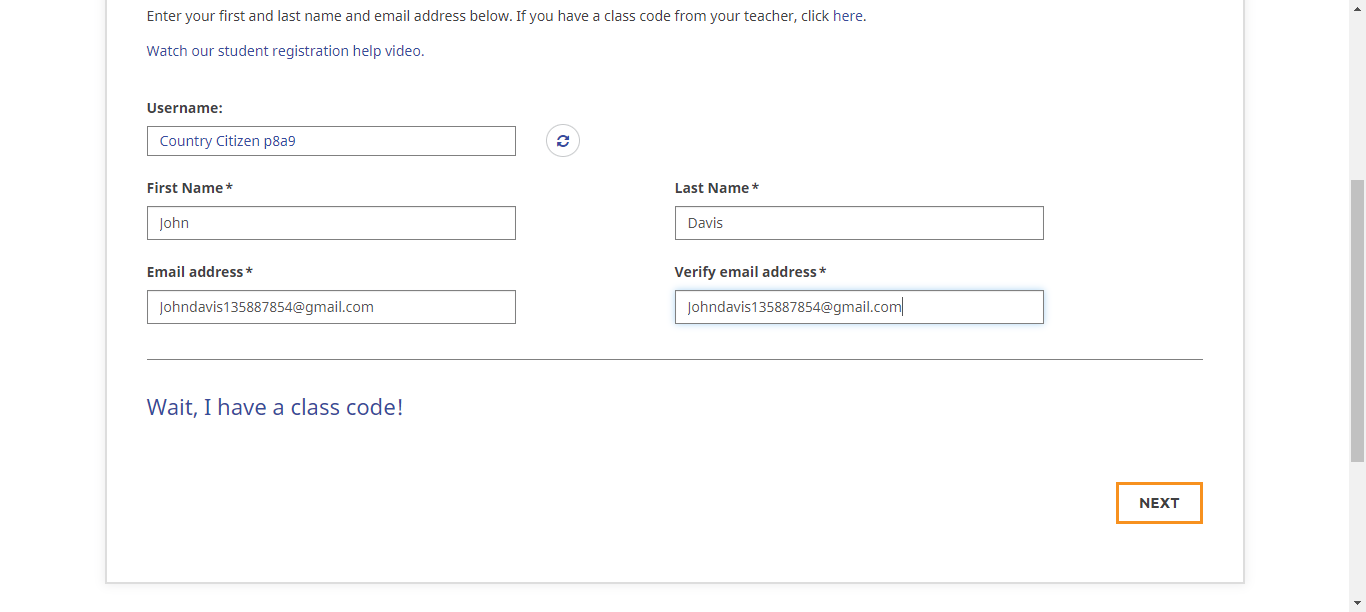 Enter your first and last name and email address below. If you have a class code from your teacher, click here.
Watch our student registration help video.
Username:
Country Citizen p8a9
First Name*
Last Name*
John
Davis
Email address*
Verify email address*
Johndavis135887854@gmail.com
Johndavis135887854@gmail.com
Wait, I have a class code!
NEXT